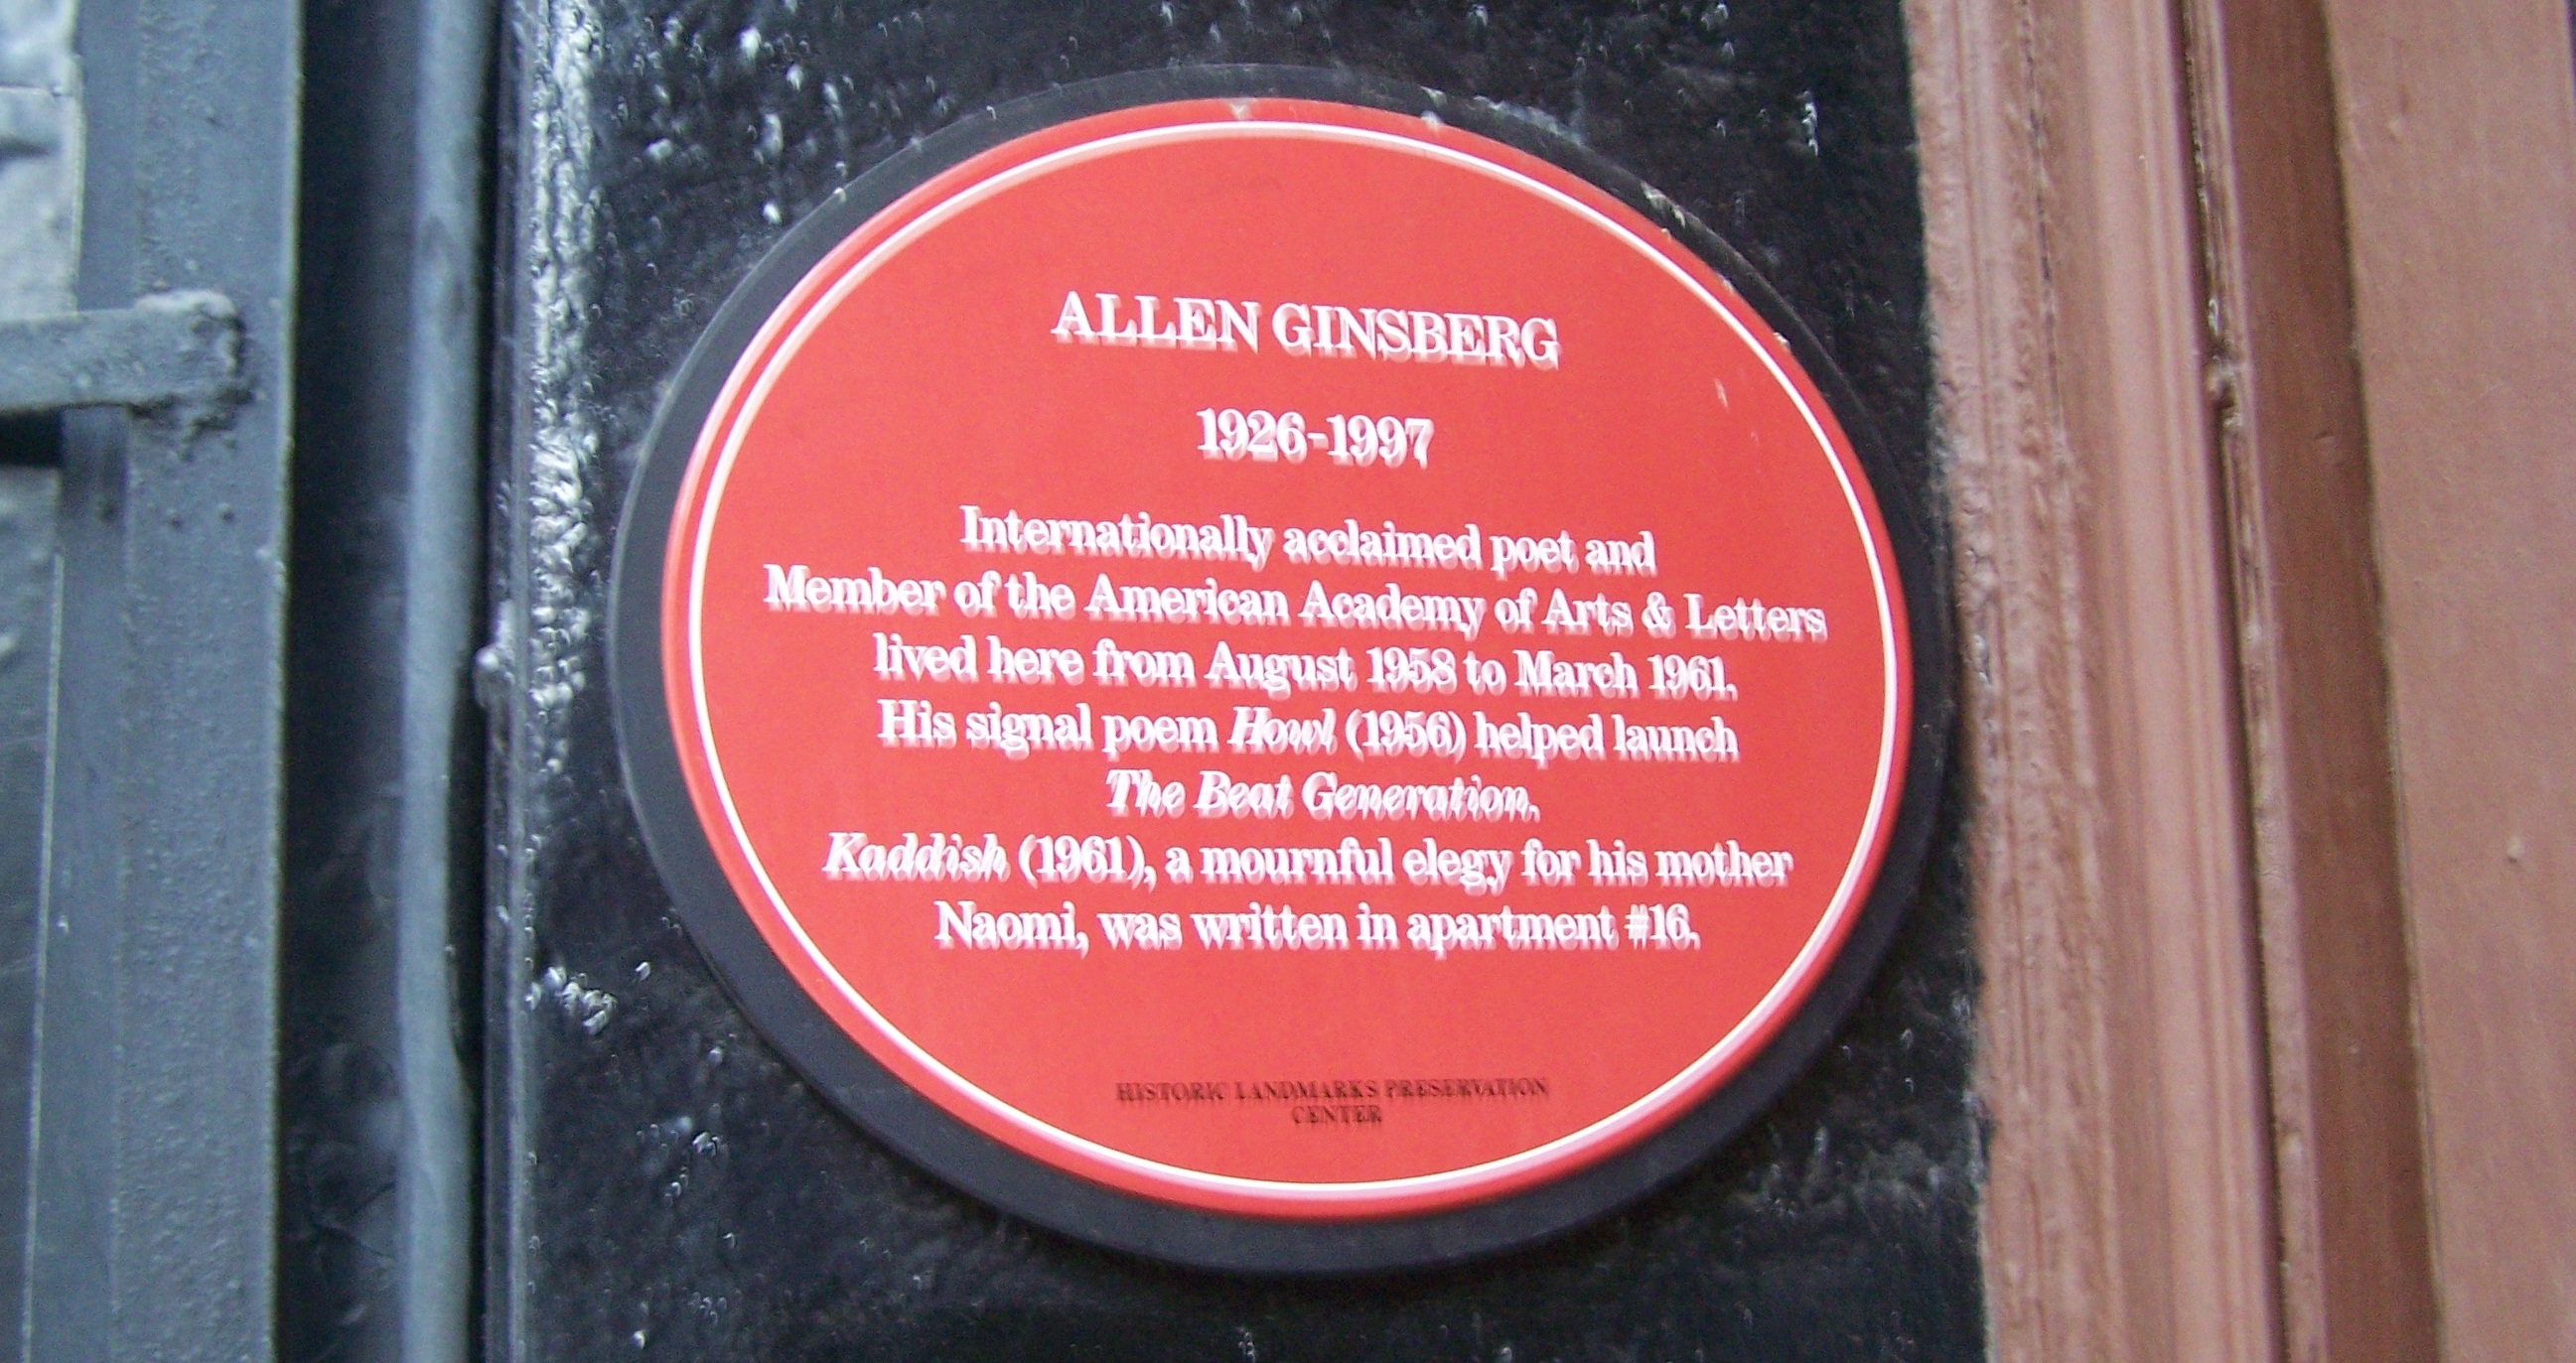 ALLEN GINSBERG
1926-1997
Internationally acclaimed poet and
Member of the American Academy of Arts & Letters
lived here from August 1958 to March 1961.
His signal poem Howl (1956) helped launch
The Beat Generation.
Kaddish (1961), a mournful elegy for his mother
Naomi, was written in apartment #16.
HISTORIC LANDMARKS PRESERVATION
CENTER